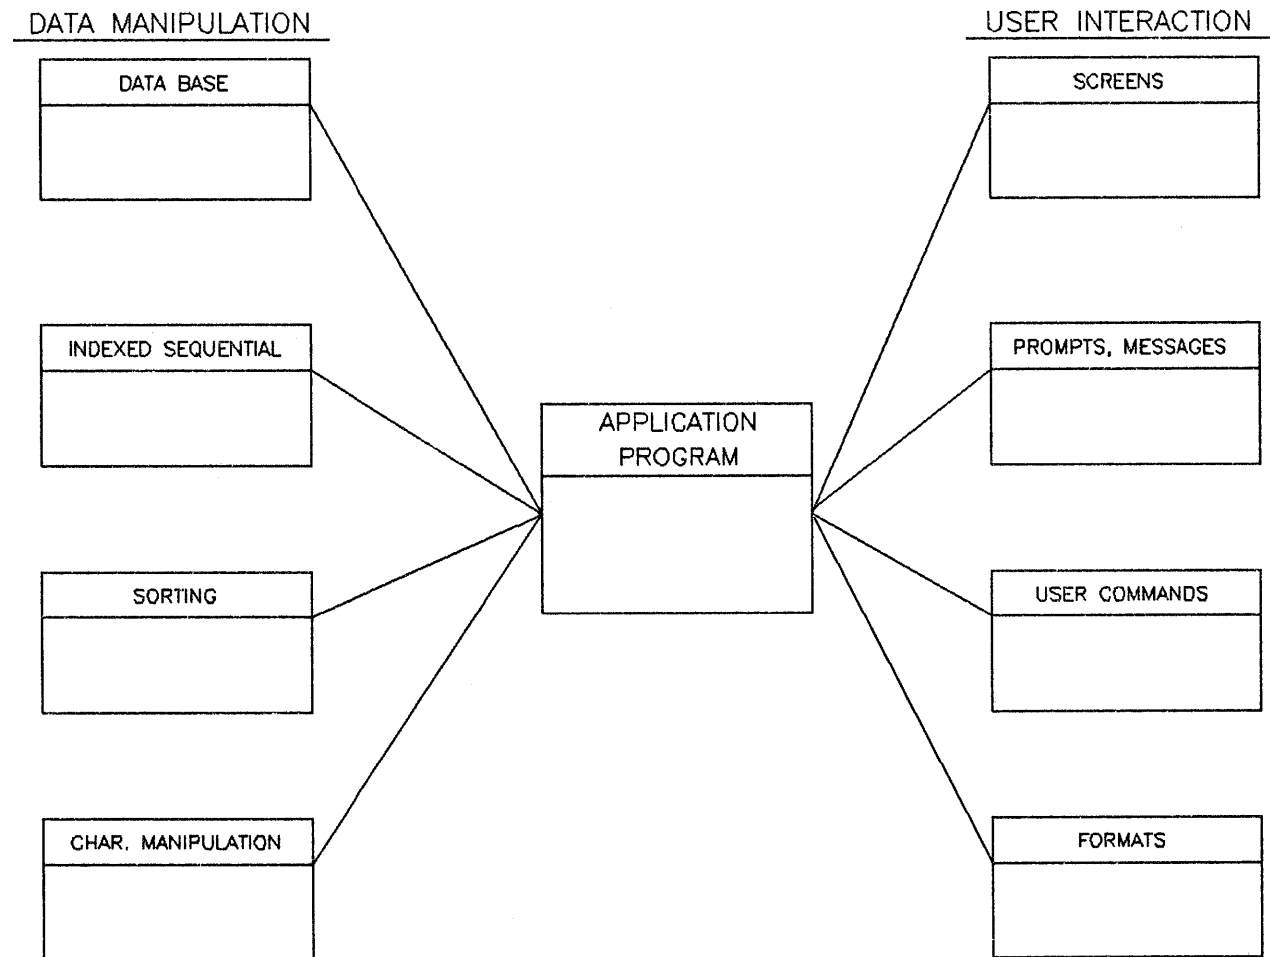 DATA MANIPULATION
DATA BASE
INDEXED SEQUENTIAL
SORTING
CHAR. MANIPULATION
APPLICATION
PROGRAM
USER INTERACTION
SCREENS
PROMPTS, MESSAGES
USER COMMANDS
FORMATS